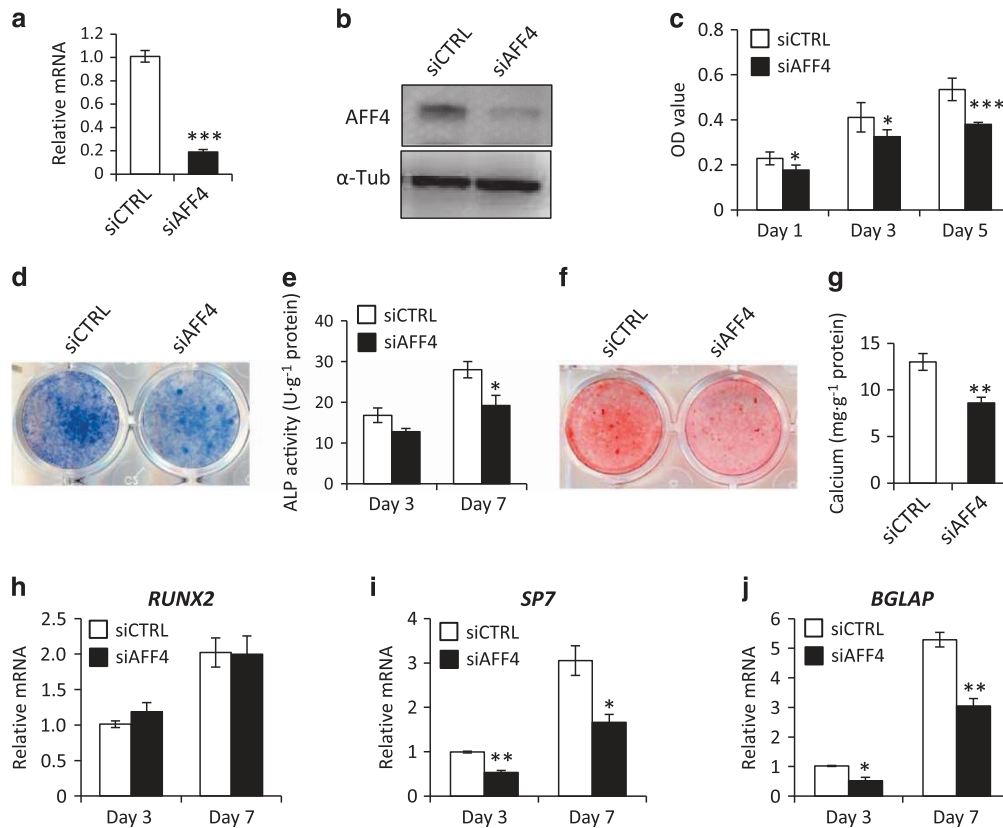 a
Relative mRNA
1.2
1.0
0.8
0.6
0.4
0.2
0
***
siCTRL
siAFF4
b
siCTRL
siAFF4
AFF4
α-Tub
c
OD value
0.8
0.6
0.4
0.2
0
siCTRL
siAFF4
*
*
***
Day 1
Day 3
Day 5
d
siCTRL
siAFF4
e
ALP activity (U·g⁻¹ protein)
40
30
20
10
0
siCTRL
siAFF4
*
Day 3
Day 7
f
siCTRL
siAFF4
g
Calcium (mg·g⁻¹ protein)
15
10
5
0
**
siCTRL
siAFF4
h
RUNX2
Relative mRNA
2.5
2.0
1.5
1.0
0.5
0
siCTRL
siAFF4
Day 3
Day 7
i
SP7
Relative mRNA
4
3
2
1
0
siCTRL
siAFF4
**
*
Day 3
Day 7
j
BGLAP
Relative mRNA
6
5
4
3
2
1
0
siCTRL
siAFF4
*
**
Day 3
Day 7